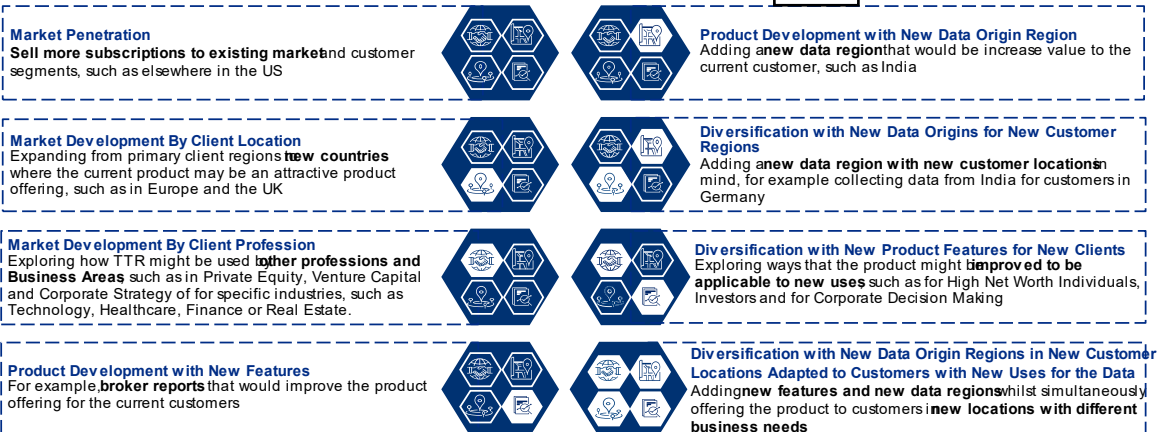 Market Penetration
Sell more subscriptions to existing market and customer
segments, such as elsewhere in the US
Market Development By Client Location
Expanding from primary client regions to new countries
where the current product may be an attractive product
offering, such as in Europe and the UK
Market Development By Client Profession
Exploring how TTR might be used by other professions and
Business Areas, such as in Private Equity, Venture Capital
and Corporate Strategy of for specific industries, such as
Technology, Healthcare, Finance or Real Estate.
Product Development with New Features
For example, broker reports that would improve the product
offering for the current customers
Product Development with New Data Origin Region
Adding a new data region that would be increase value to the
current customer, such as India
Diversification with New Data Origins for New Customer
Regions
Adding a new data region with new customer locations in
mind, for example collecting data from India for customers in
Germany
Diversification with New Product Features for New Clients
Exploring ways that the product might be improved to be
applicable to new uses, such as for High Net Worth Individuals,
Investors and for Corporate Decision Making
Diversification with New Data Origin Regions in New Customer
Locations Adapted to Customers with New Uses for the Data
Adding new features and new data regions whilst simultaneously
offering the product to customers in new locations with different
business needs